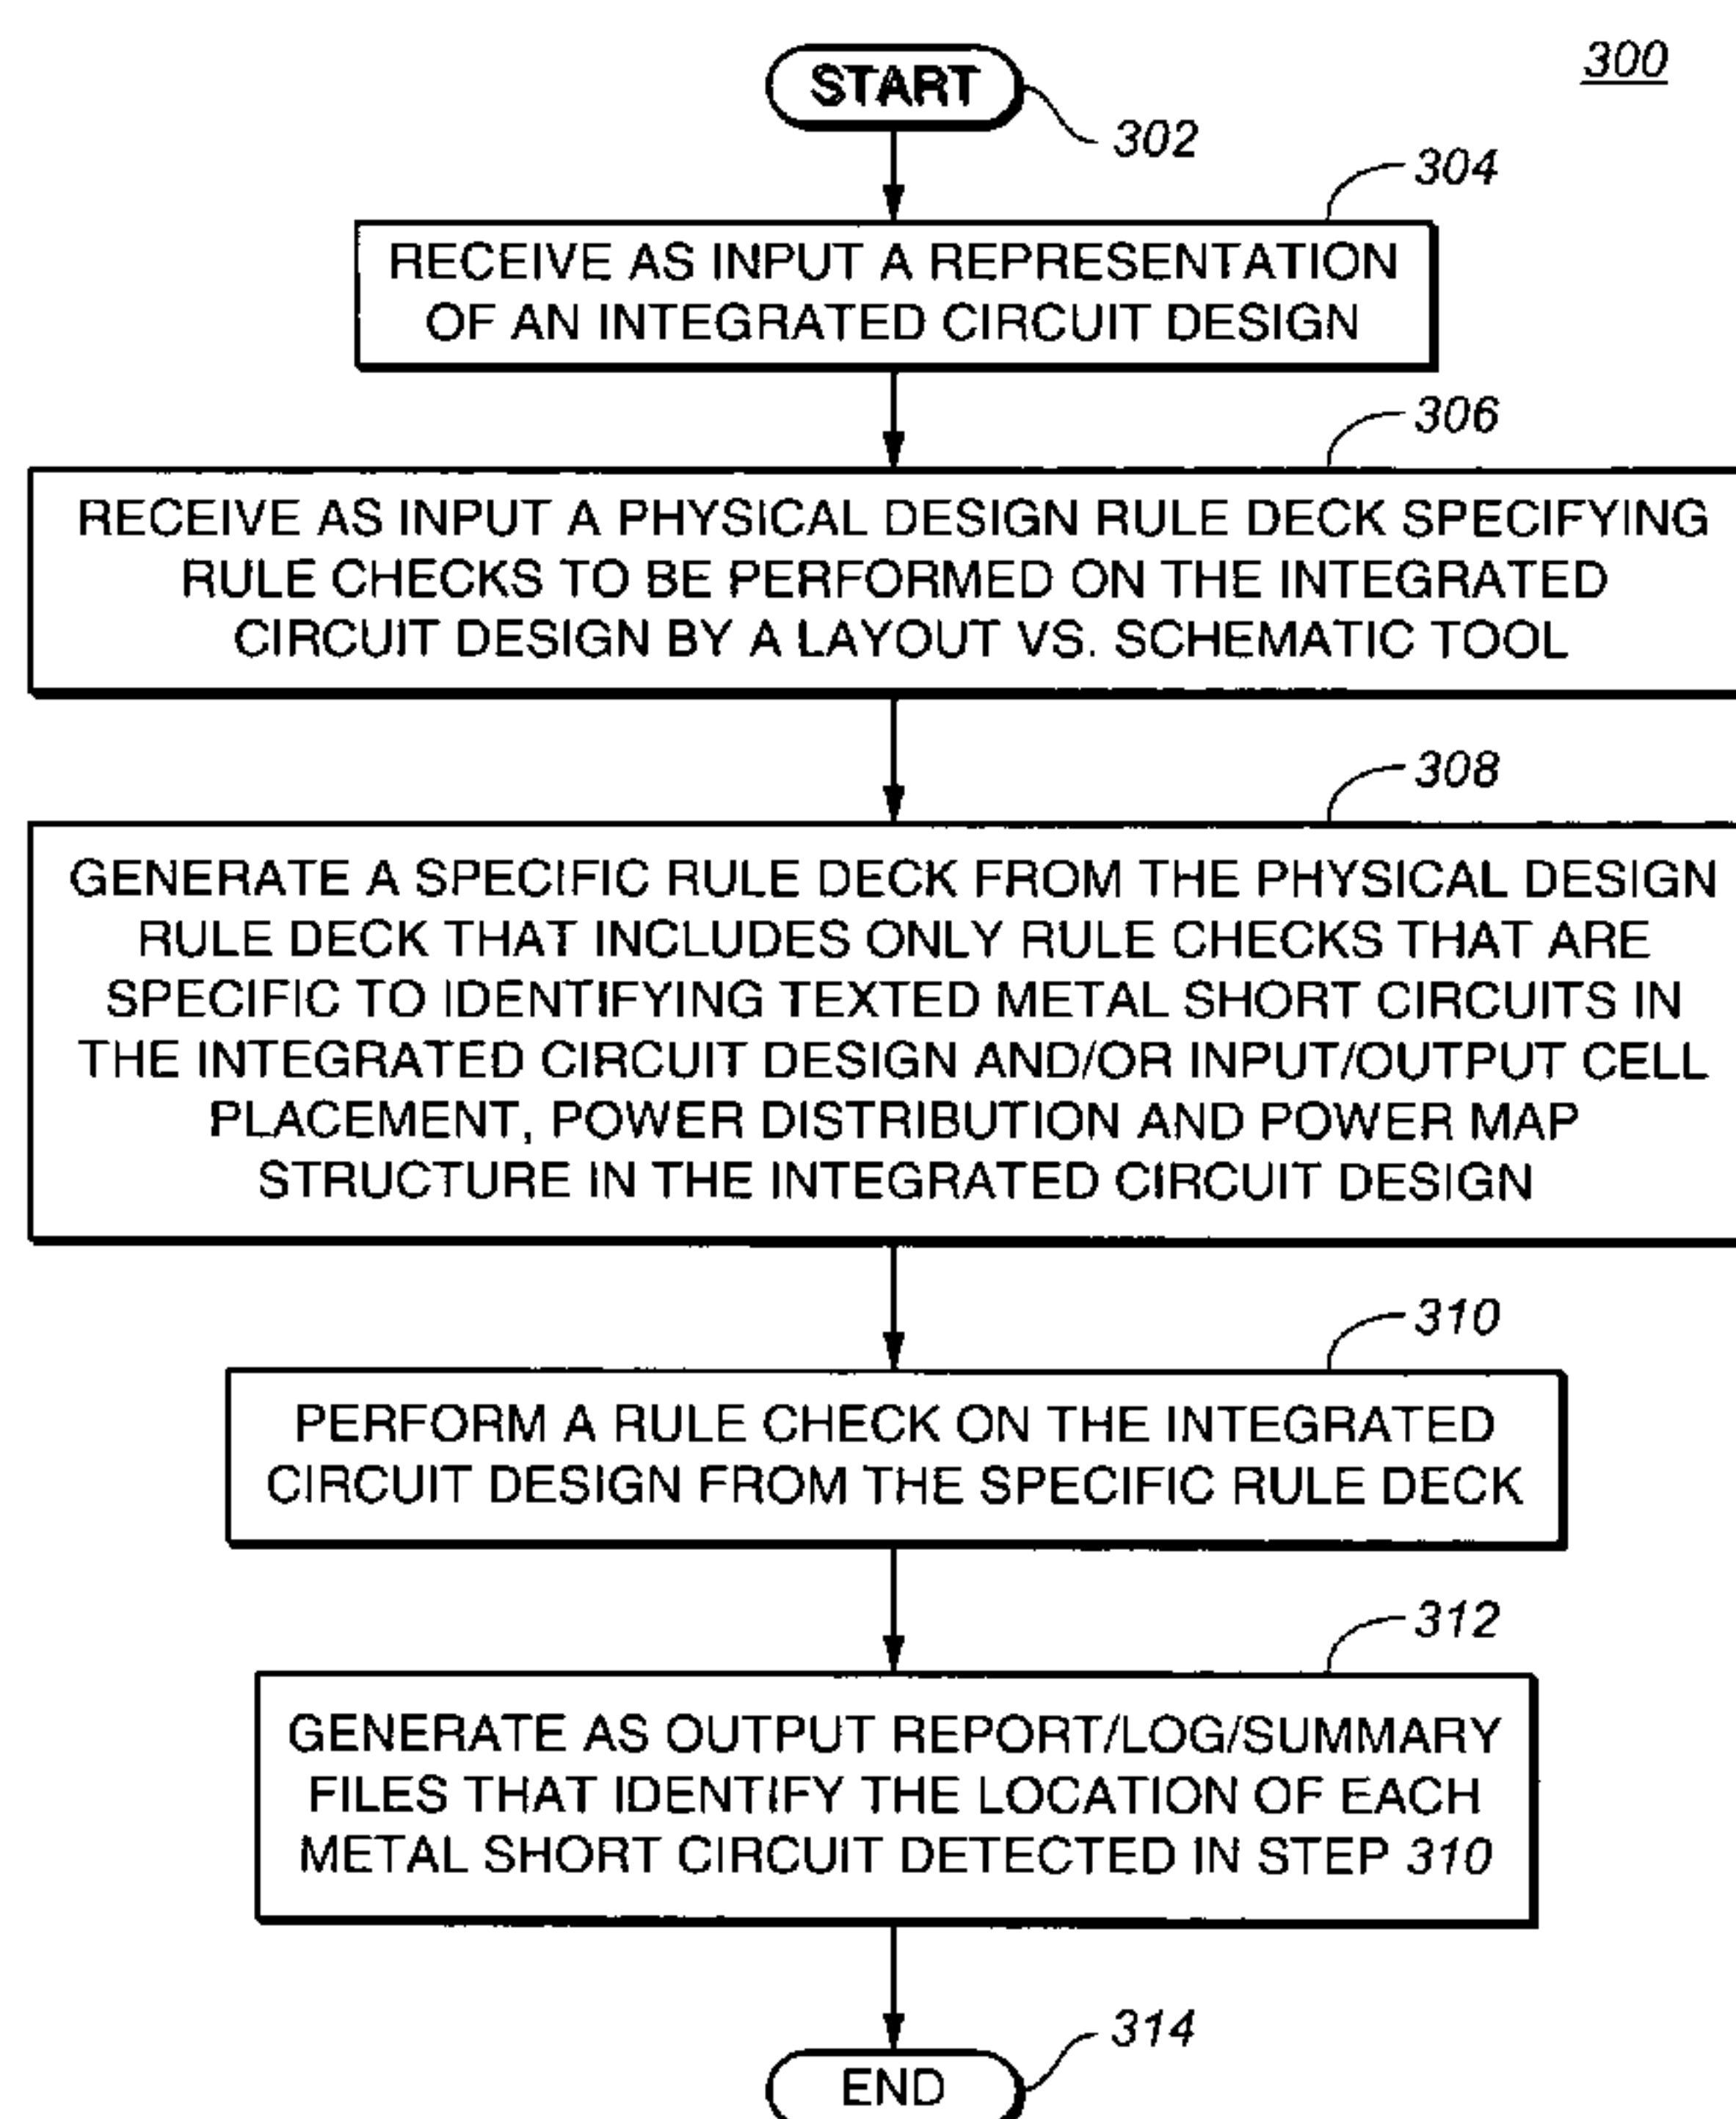 300
START
302
304
RECEIVE AS INPUT A REPRESENTATION
OF AN INTEGRATED CIRCUIT DESIGN
306
RECEIVE AS INPUT A PHYSICAL DESIGN RULE DECK SPECIFYING
RULE CHECKS TO BE PERFORMED ON THE INTEGRATED
CIRCUIT DESIGN BY A LAYOUT VS. SCHEMATIC TOOL
308
GENERATE A SPECIFIC RULE DECK FROM THE PHYSICAL DESIGN
RULE DECK THAT INCLUDES ONLY RULE CHECKS THAT ARE
SPECIFIC TO IDENTIFYING TEXTED METAL SHORT CIRCUITS IN
THE INTEGRATED CIRCUIT DESIGN AND/OR INPUT/OUTPUT CELL
PLACEMENT, POWER DISTRIBUTION AND POWER MAP
STRUCTURE IN THE INTEGRATED CIRCUIT DESIGN
310
PERFORM A RULE CHECK ON THE INTEGRATED
CIRCUIT DESIGN FROM THE SPECIFIC RULE DECK
312
GENERATE AS OUTPUT REPORT/LOG/SUMMARY
FILES THAT IDENTIFY THE LOCATION OF EACH
METAL SHORT CIRCUIT DETECTED IN STEP 310
314
END